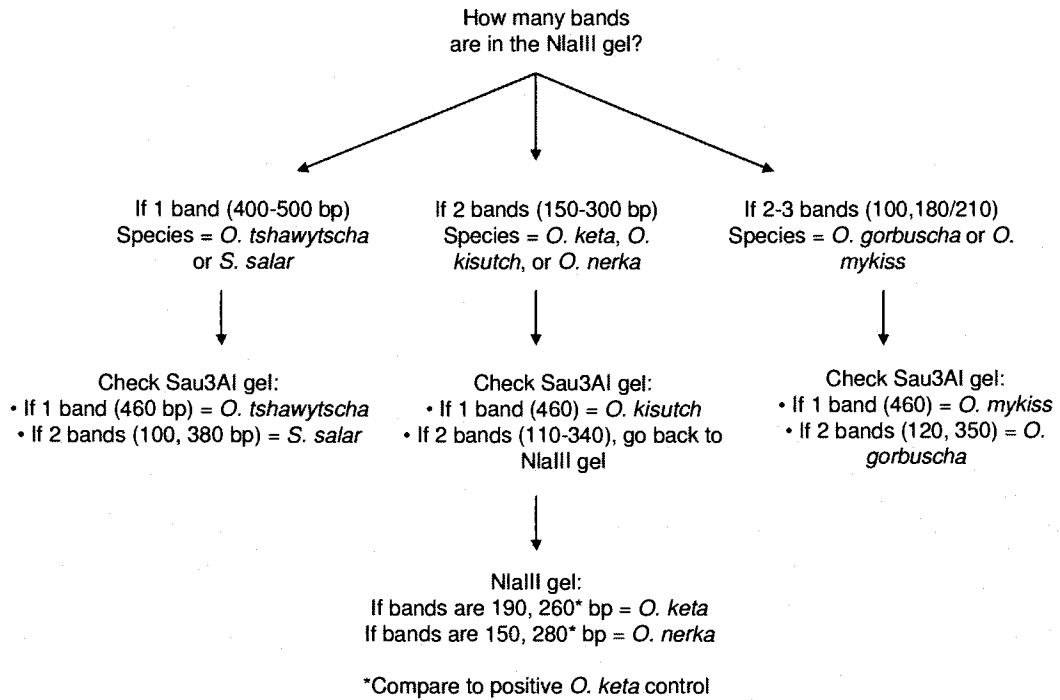 How many bands
are in the NlaIII gel?
If 1 band (400-500 bp)
Species = O. tshawytscha
or S. salar
If 2 bands (150-300 bp)
Species = O. keta, O.
kisutch, or O. nerka
If 2-3 bands (100,180/210)
Species = O. gorbuscha or O.
mykiss
Check Sau3AI gel:
• If 1 band (460 bp) = O. tshawytscha
• If 2 bands (100, 380 bp) = S. salar
Check Sau3AI gel:
• If 1 band (460) = O. kisutch
• If 2 bands (110-340), go back to
NlaIII gel
Check Sau3AI gel:
• If 1 band (460) = O. mykiss
• If 2 bands (120, 350) = O.
gorbuscha
NlaIII gel:
If bands are 190, 260* bp = O. keta
If bands are 150, 280* bp = O. nerka
*Compare to positive O. keta control